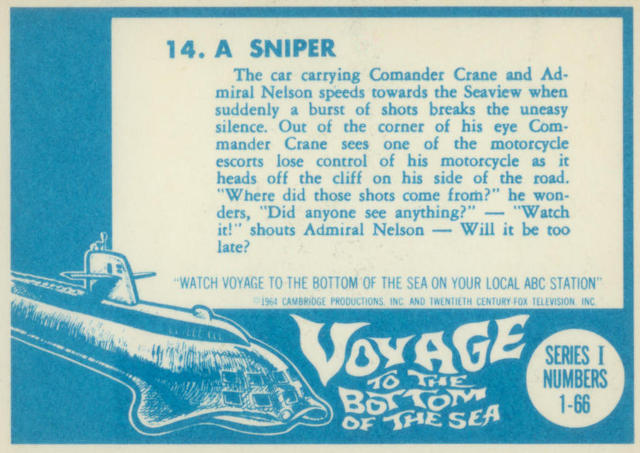 14. A SNIPER
The car carrying Comander Crane and Ad-
miral Nelson speeds towards the Seaview when
suddenly a burst of shots breaks the uneasy
silence. Out of the corner of his eye Com-
mander Crane sees one of the motorcycle
escorts lose control of his motorcycle as it
heads off the cliff on his side of the road.
"Where did those shots come from?" he won-
ders, "Did anyone see anything?" — "Watch
it!" shouts Admiral Nelson — Will it be too
late?
"WATCH VOYAGE TO THE BOTTOM OF THE SEA ON YOUR LOCAL ABC STATION"
©1964 CAMBRIDGE PRODUCTIONS, INC. AND TWENTIETH CENTURY-FOX TELEVISION, INC.
VOYAGE
TO THE
BOTTOM
OF THE SEA
SERIES I
NUMBERS
1-66